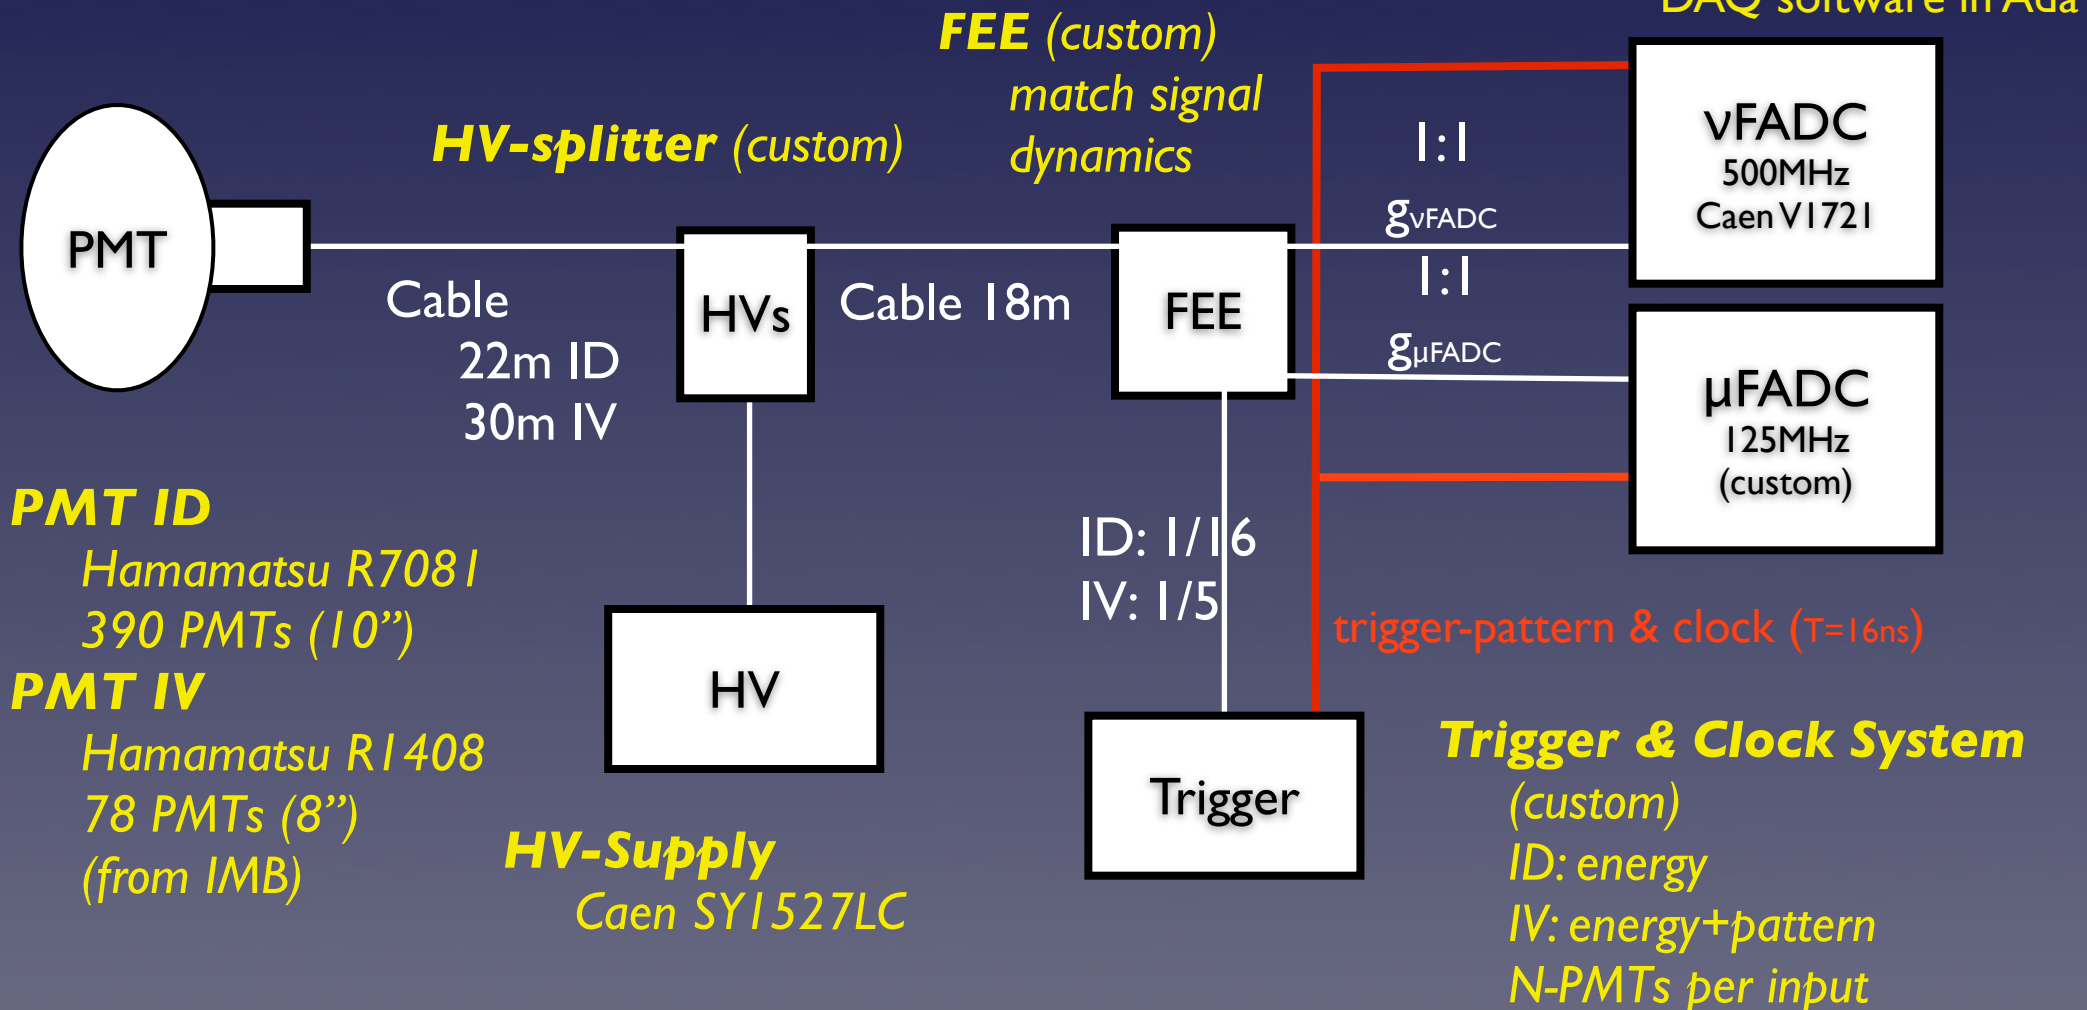 DAQ software in Ada
FEE (custom)
match signal
dynamics
HV-splitter (custom)
PMT
Cable
22m ID
30m IV
HVs
Cable 18m
FEE
1:1
gνFADC
1:1
gμFADC
νFADC
500MHz
Caen V1721
μFADC
125MHz
(custom)
PMT ID
Hamamatsu R7081
390 PMTs (10”)
PMT IV
Hamamatsu R1408
78 PMTs (8”)
(from IMB)
HV
HV-Supply
Caen SY1527LC
ID: 1/16
IV: 1/5
trigger-pattern & clock (T=16ns)
Trigger
Trigger & Clock System
(custom)
ID: energy
IV: energy+pattern
N-PMTs per input